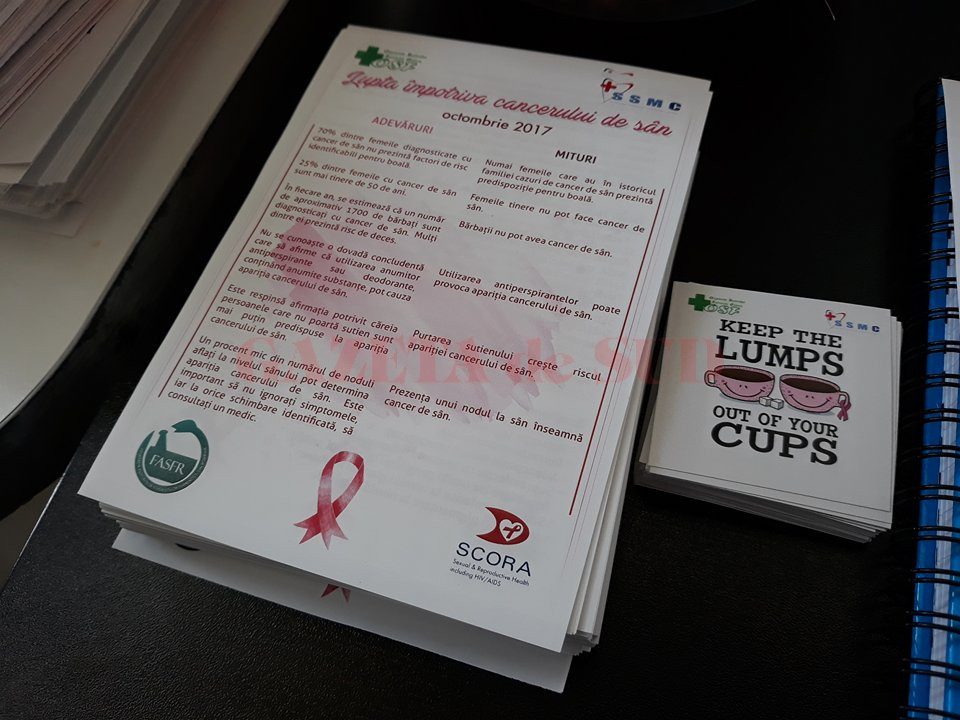 OSF
SSMC
Lupta împotriva cancerului de sân
octombrie 2017
ADEVĂRURI
70% dintre femeile diagnosticate cu
cancer de sân nu prezintă factori de risc
identificabili pentru boală.
25% dintre femeile cu cancer de sân
sunt mai tinere de 50 de ani.
În fiecare an, se estimează că un număr
de aproximativ 1700 de bărbați sunt
diagnosticați cu cancer de sân. Mulți
dintre ei prezintă risc de deces.
Nu se cunoaște o dovadă concludentă
care să afirme că utilizarea anumitor
antiperspirante sau deodorante,
conținând anumite substanțe, pot cauza
apariția cancerului de sân.
Este respinsă afirmația potrivit căreia
persoanele care nu poartă sutien sunt
mai puțin predispuse la apariția
cancerului de sân.
Un procent mic din numărul de noduli
aflați la nivelul sânului pot determina
apariția cancerului de sân. Este
important să nu ignorați simptomele,
iar la orice schimbare identificată, să
consultați un medic.
MITURI
Numai femeile care au în istoricul
familiei cazuri de cancer de sân prezintă
predispoziție pentru boală.
Femeile tinere nu pot face cancer de
sân.
Bărbații nu pot avea cancer de sân.
Utilizarea antiperspirantelor poate
provoca apariția cancerului de sân.
Purtarea sutienului crește riscul
apariției cancerului de sân.
Prezența unui nodul la sân înseamnă
cancer de sân.
FASFR
SCORA
Sexual & Reproductive Health
including HIV/AIDS
OSF
SSMC
KEEP THE
LUMPS
OUT OF YOUR
CUPS
GAZETA de SUD